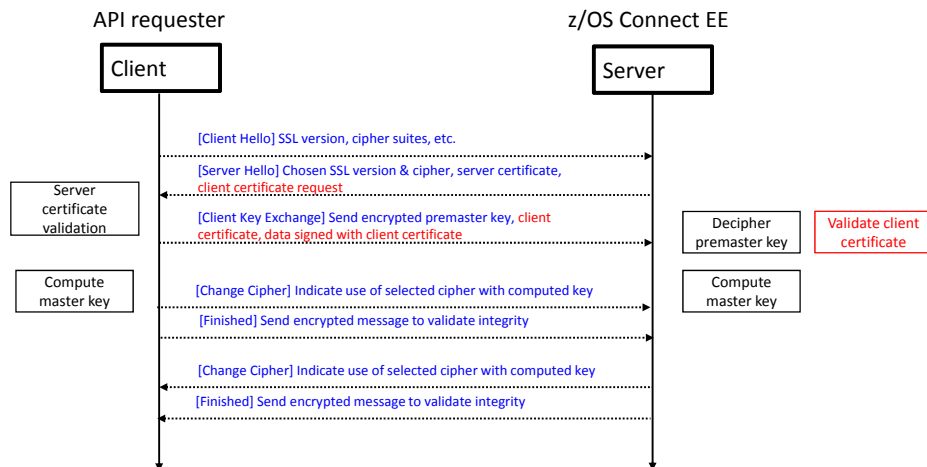 API requester
z/OS Connect EE
Client
Server
[Client Hello] SSL version, cipher suites, etc.
[Server Hello] Chosen SSL version & cipher, server certificate,
client certificate request
Server
certificate
validation
[Client Key Exchange] Send encrypted premaster key, client
certificate, data signed with client certificate
Decipher
premaster key
Validate client
certificate
Compute
master key
[Change Cipher] Indicate use of selected cipher with computed key
Compute
master key
[Finished] Send encrypted message to validate integrity
[Change Cipher] Indicate use of selected cipher with computed key
[Finished] Send encrypted message to validate integrity